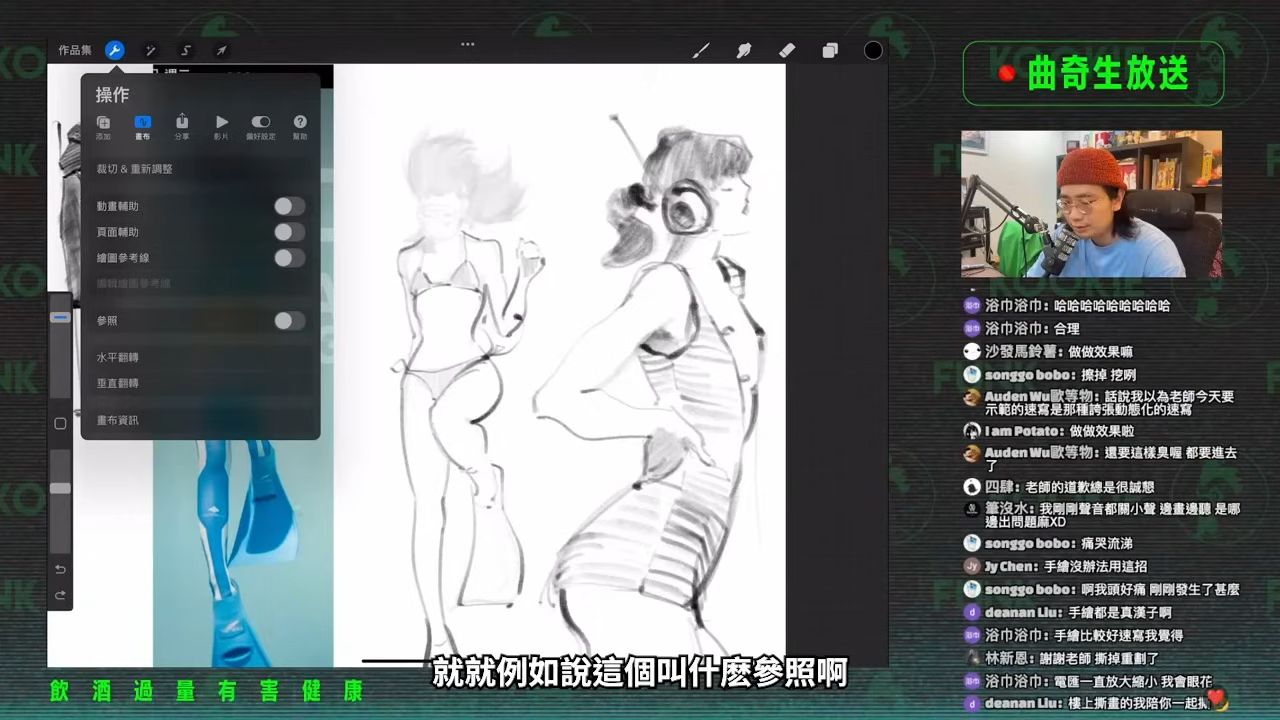 作品集
操作
添加
畫布
分享
影片
偏好設定
幫助
裁切 & 重新調整
動畫輔助
頁面輔助
繪圖參考線
編輯繪圖參考線
參照
水平翻轉
垂直翻轉
畫布資訊
曲奇生放送
浴巾浴巾：哈哈哈哈哈哈哈哈哈
浴巾浴巾：合理
沙發馬鈴薯：做做效果嘛
songgo bobo：擦掉 挖咧
Auden Wu歐等物：話說我以為老師今天要
示範的速寫是那種誇張動態化的速寫
I am Potato：做做效果啦
Auden Wu歐等物：還要這樣臭喔 都要進去
了
四肆：老師的道歉總是很誠懇
筆沒水：我剛剛聲音都關小聲 邊畫邊聽 是哪
邊出問題麻XD
songgo bobo：痛哭流涕
Jy Chen：手繪沒辦法用這招
songgo bobo：啊我頭好痛 剛剛發生了甚麼
deanan Liu：手繪都是真漢子啊
浴巾浴巾：手繪比較好速寫我覺得
林新恩：謝謝老師 撕掉重劃了
浴巾浴巾：電匯一直放大縮小 我會眼花
deanan Liu：樓上撕畫的我陪你一起
就就例如說這個叫什麼參照啊
飲酒過量有害健康